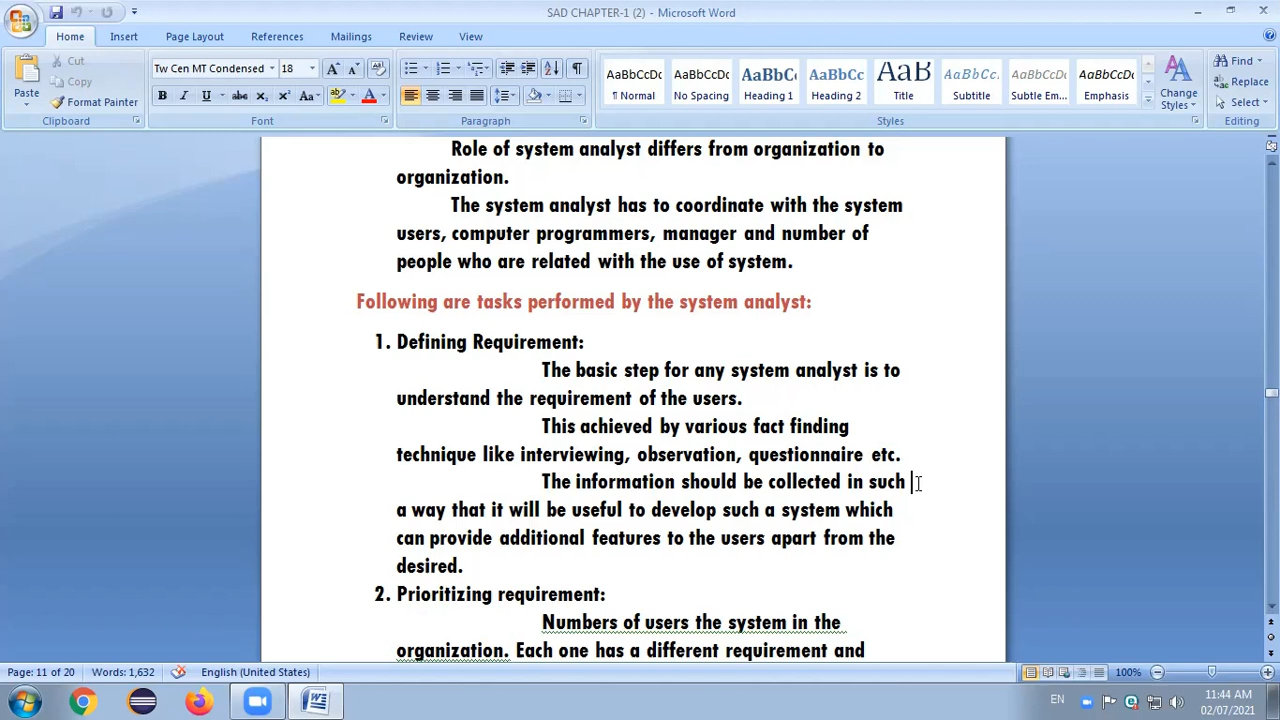 SAD CHAPTER-1 (2) - Microsoft Word
Home Insert Page Layout References Mailings Review View
Paste
Cut
Copy
Format Painter
Clipboard
Tw Cen MT Condensed 18
Font
Paragraph
AaBbCcDc AaBbCcDc AaBbC AaBbCc AaB AaBbCc. AaBbCcDc AaBbCcDc
¶ Normal No Spacing Heading 1 Heading 2 Title Subtitle Subtle Em... Emphasis
Change Styles
Styles
Find
Replace
Select
Editing
Role of system analyst differs from organization to
organization.
The system analyst has to coordinate with the system
users, computer programmers, manager and number of
people who are related with the use of system.
Following are tasks performed by the system analyst:
1. Defining Requirement:
The basic step for any system analyst is to
understand the requirement of the users.
This achieved by various fact finding
technique like interviewing, observation, questionnaire etc.
The information should be collected in such
a way that it will be useful to develop such a system which
can provide additional features to the users apart from the
desired.
2. Prioritizing requirement:
Numbers of users the system in the
organization. Each one has a different requirement and
Page: 11 of 20 Words: 1,632 English (United States) 100%
EN 11:44 AM
02/07/2021